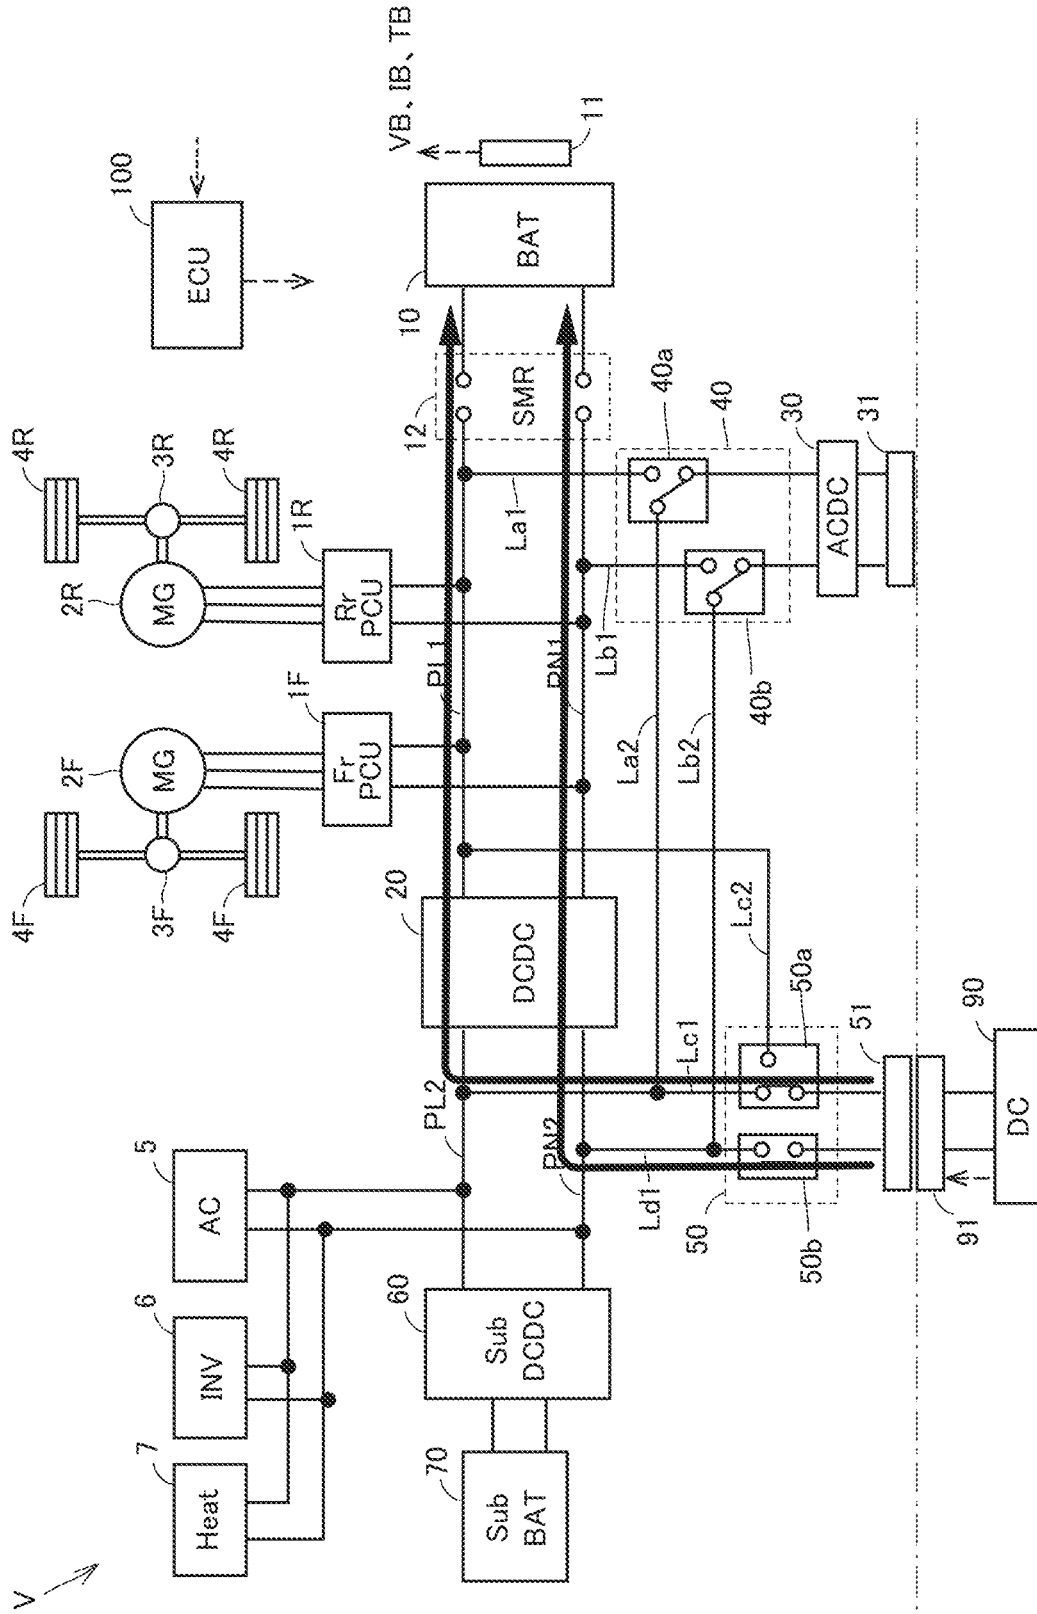 V
7
Heat
6
INV
5
AC
4F
3F
4F
2F
MG
1F
Fr
PCU
2R
MG
4R
3R
4R
1R
Rr
PCU
100
ECU
VB、IB、TB
11
10
BAT
12
SMR
PL1
PN1
20
DCDC
PL2
PN2
60
Sub
DCDC
70
Sub
BAT
La1
Lb1
La2
Lb2
40a
40
40b
30
ACDC
31
Lc2
Lc1
Ld1
50a
50
50b
51
91
90
DC